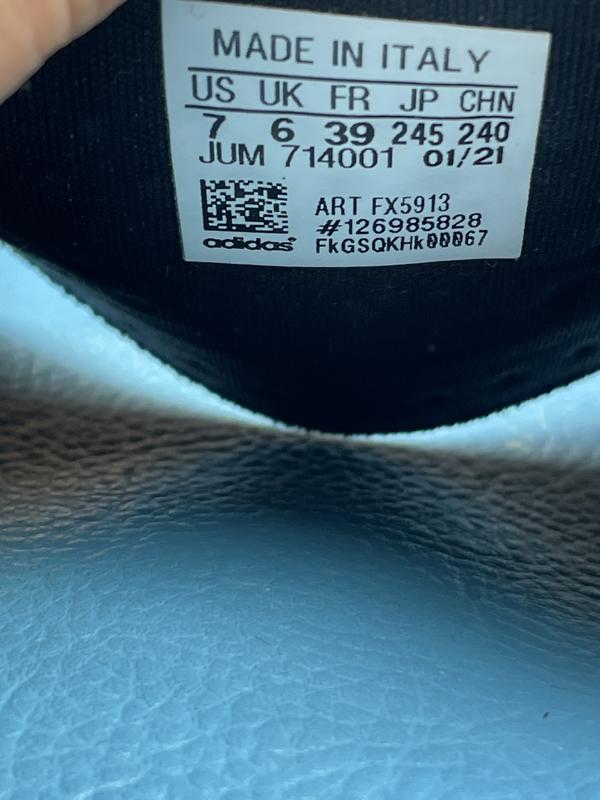 MADE IN ITALY
US UK FR JP CHN
7 6 39 245 240
JUM 714001 01/21
ART FX5913
#126985828
adidas FkGSQKHk00067